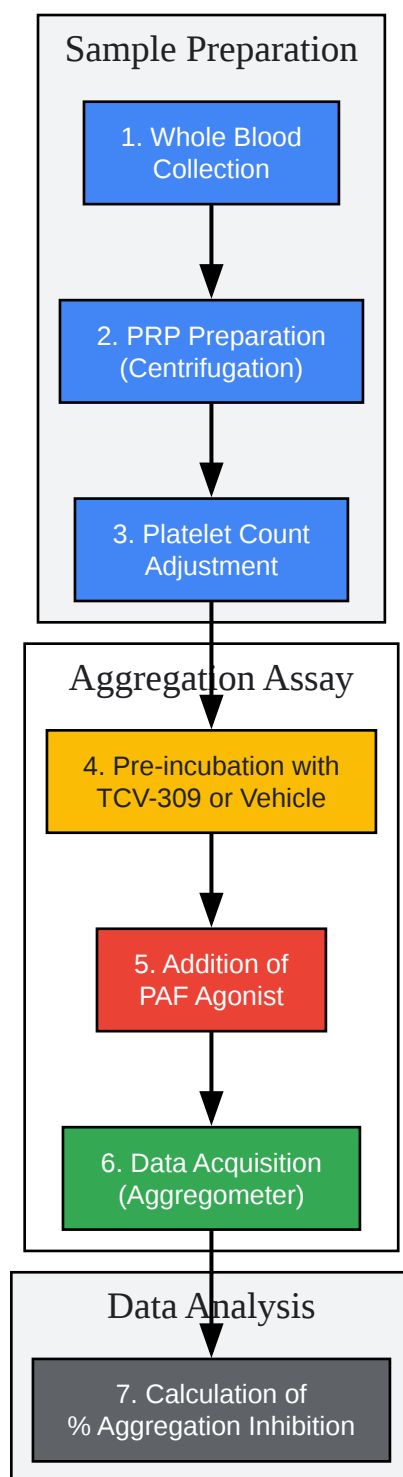 Sample Preparation
1. Whole Blood
Collection
2. PRP Preparation
(Centrifugation)
3. Platelet Count
Adjustment
Aggregation Assay
4. Pre-incubation with
TCV-309 or Vehicle
5. Addition of
PAF Agonist
6. Data Acquisition
(Aggregometer)
Data Analysis
7. Calculation of
% Aggregation Inhibition